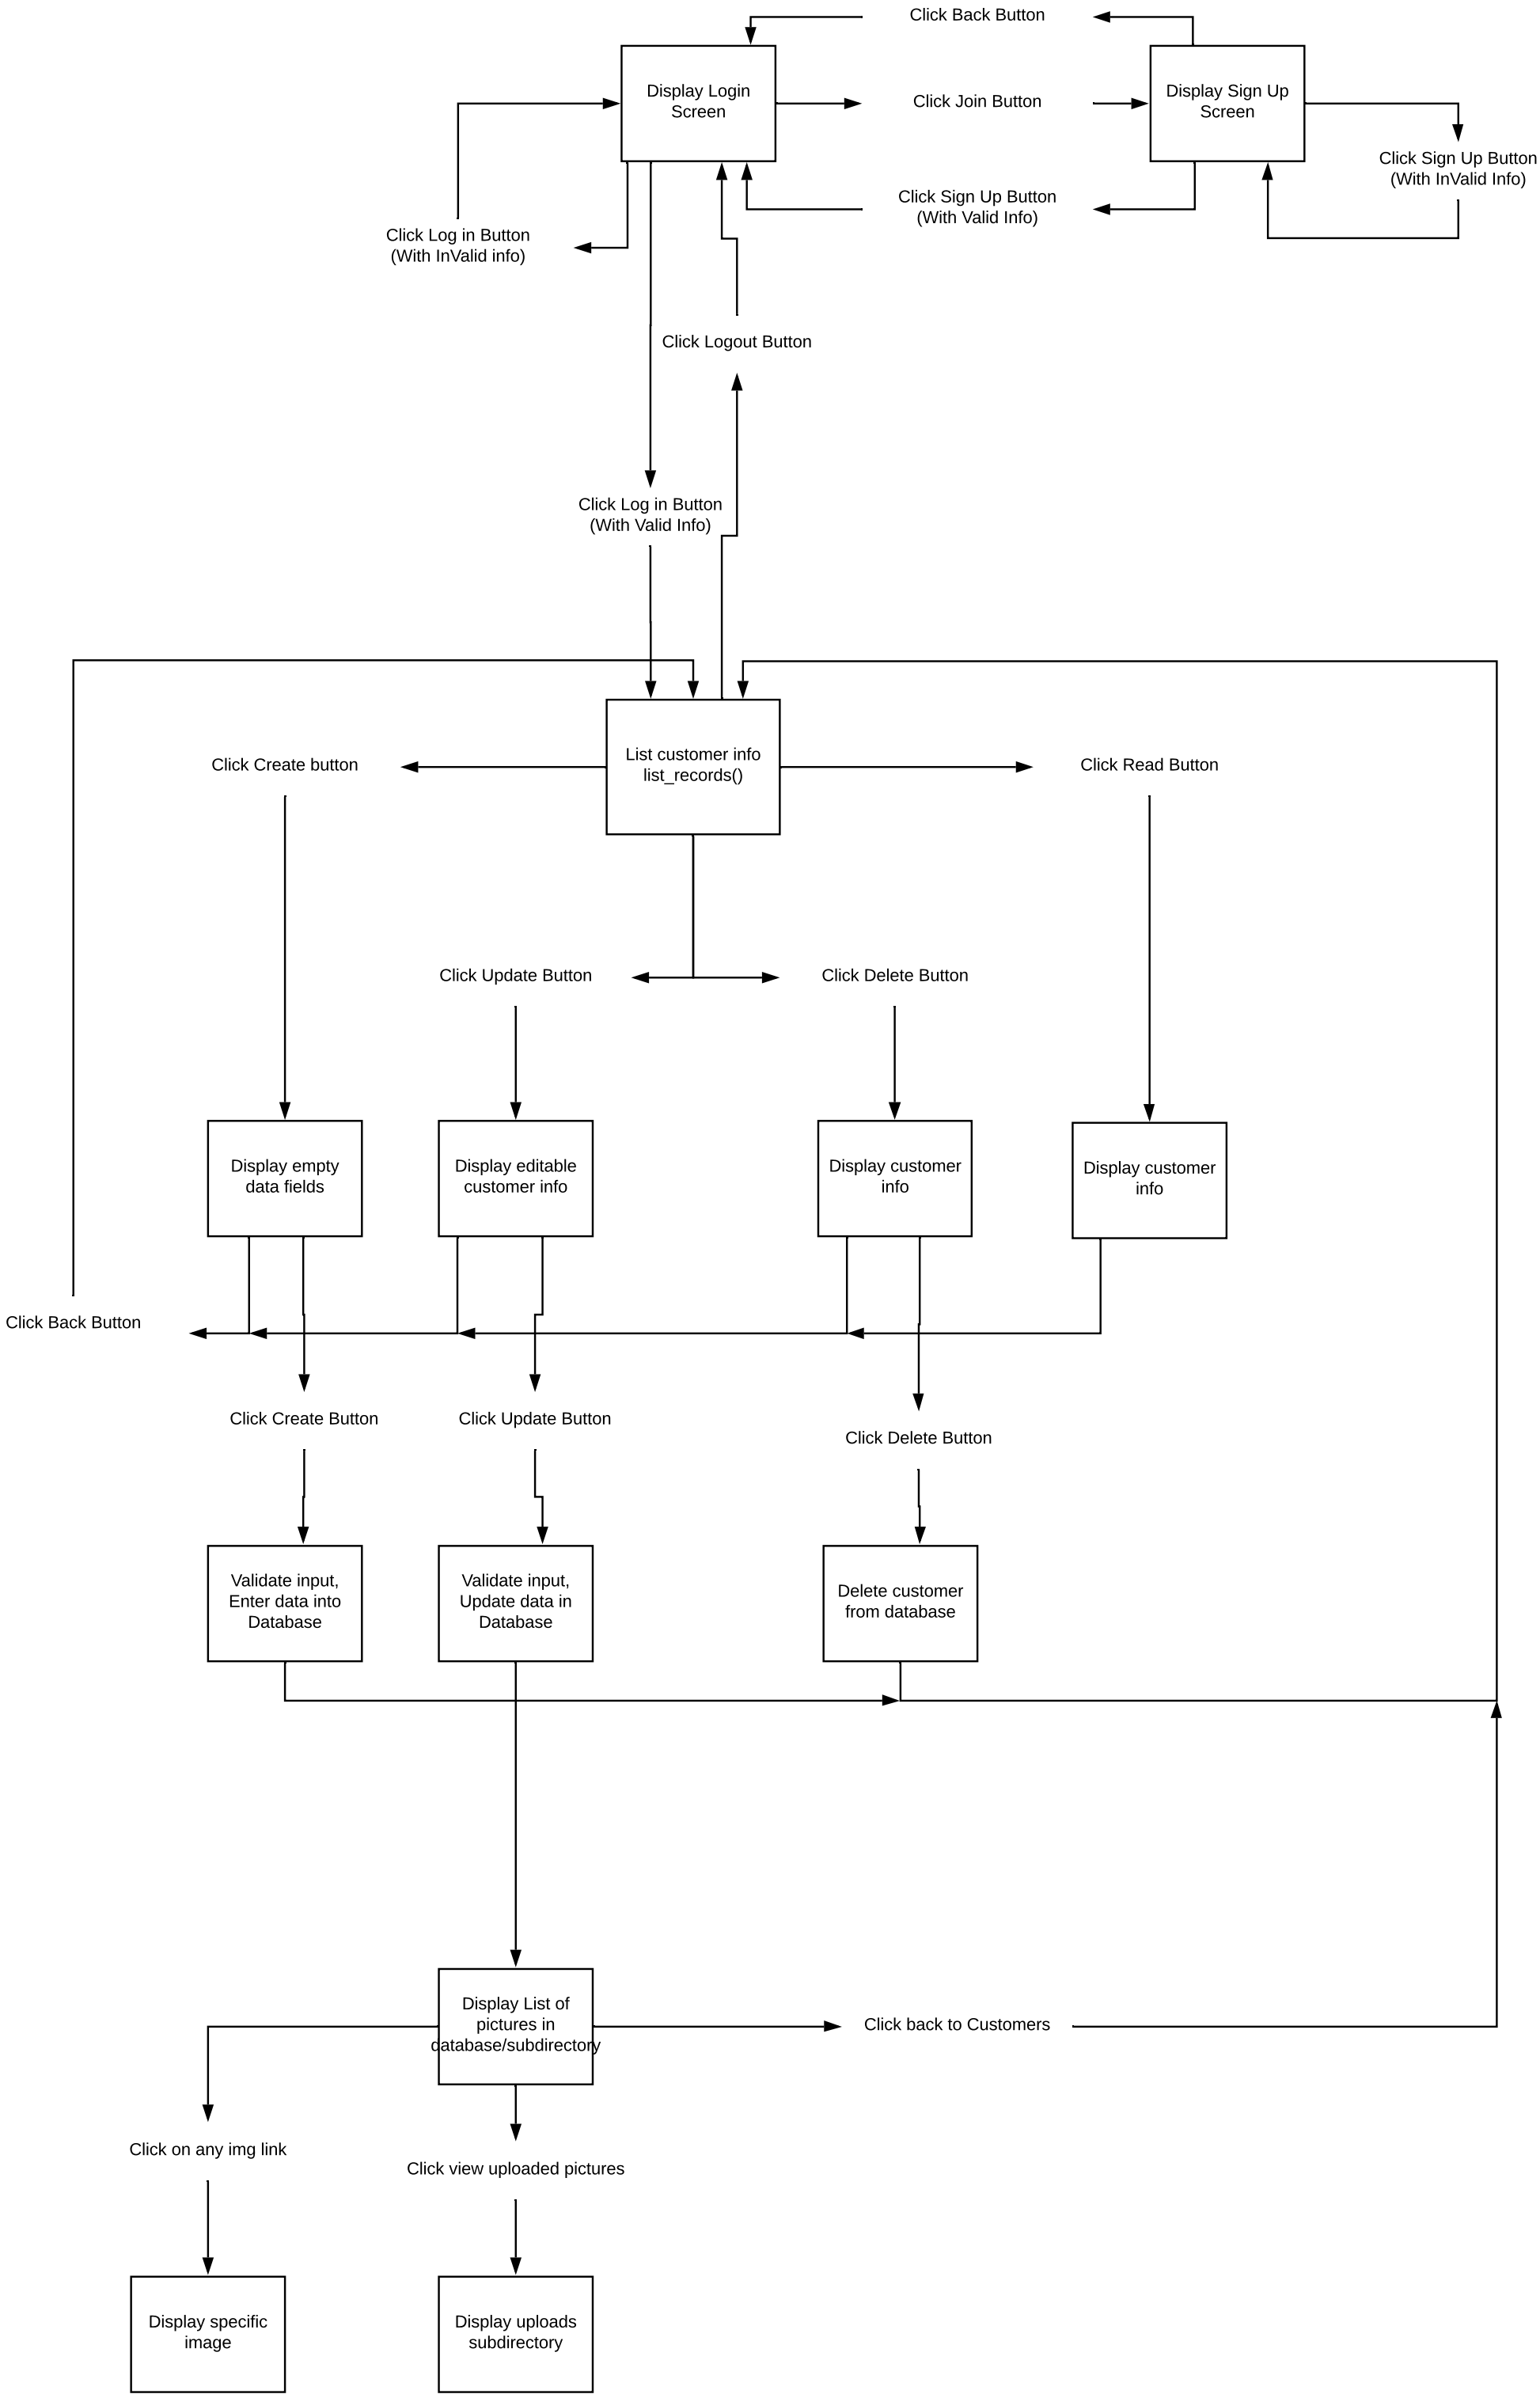 Click Back Button
Display Login
Screen
Click Join Button
Display Sign Up
Screen
Click Sign Up Button
(With InValid Info)
Click Sign Up Button
(With Valid Info)
Click Log in Button
(With InValid info)
Click Logout Button
Click Log in Button
(With Valid Info)
List customer info
list_records()
Click Create button
Click Read Button
Click Update Button
Click Delete Button
Display empty
data fields
Display editable
customer info
Display customer
info
Display customer
info
Click Back Button
Click Create Button
Click Update Button
Click Delete Button
Validate input,
Enter data into
Database
Validate input,
Update data in
Database
Delete customer
from database
Display List of
pictures in
database/subdirectory
Click back to Customers
Click on any img link
Click view uploaded pictures
Display specific
image
Display uploads
subdirectory